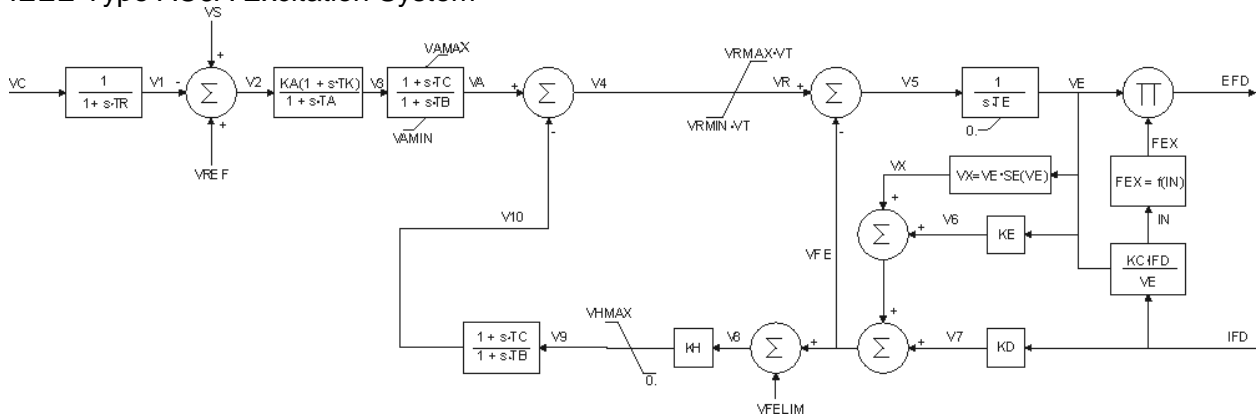 IEEE Type AC6A Excitation System
VS
VC
1
1 + s·TR
V1
-
+
Σ
+
VREF
V2
KA(1 + s·TK)
1 + s·TA
V3
VAMAX
1 + s·TC
1 + s·TB
VAMIN
VA
+
Σ
-
V4
VRMAX·VT
VRMIN·VT
VR
+
Σ
-
V5
1
s·TE
0.
VE
Π
EFD
FEX
FEX = f(IN)
IN
KC·IFD
VE
VX
VX=VE·SE(VE)
+
Σ
+
V6
KE
V10
VFE
+
Σ
+
V7
KD
IFD
1 + s·TC
1 + s·TB
V9
VHMAX
0.
KH
V8
Σ
+
VFELIM